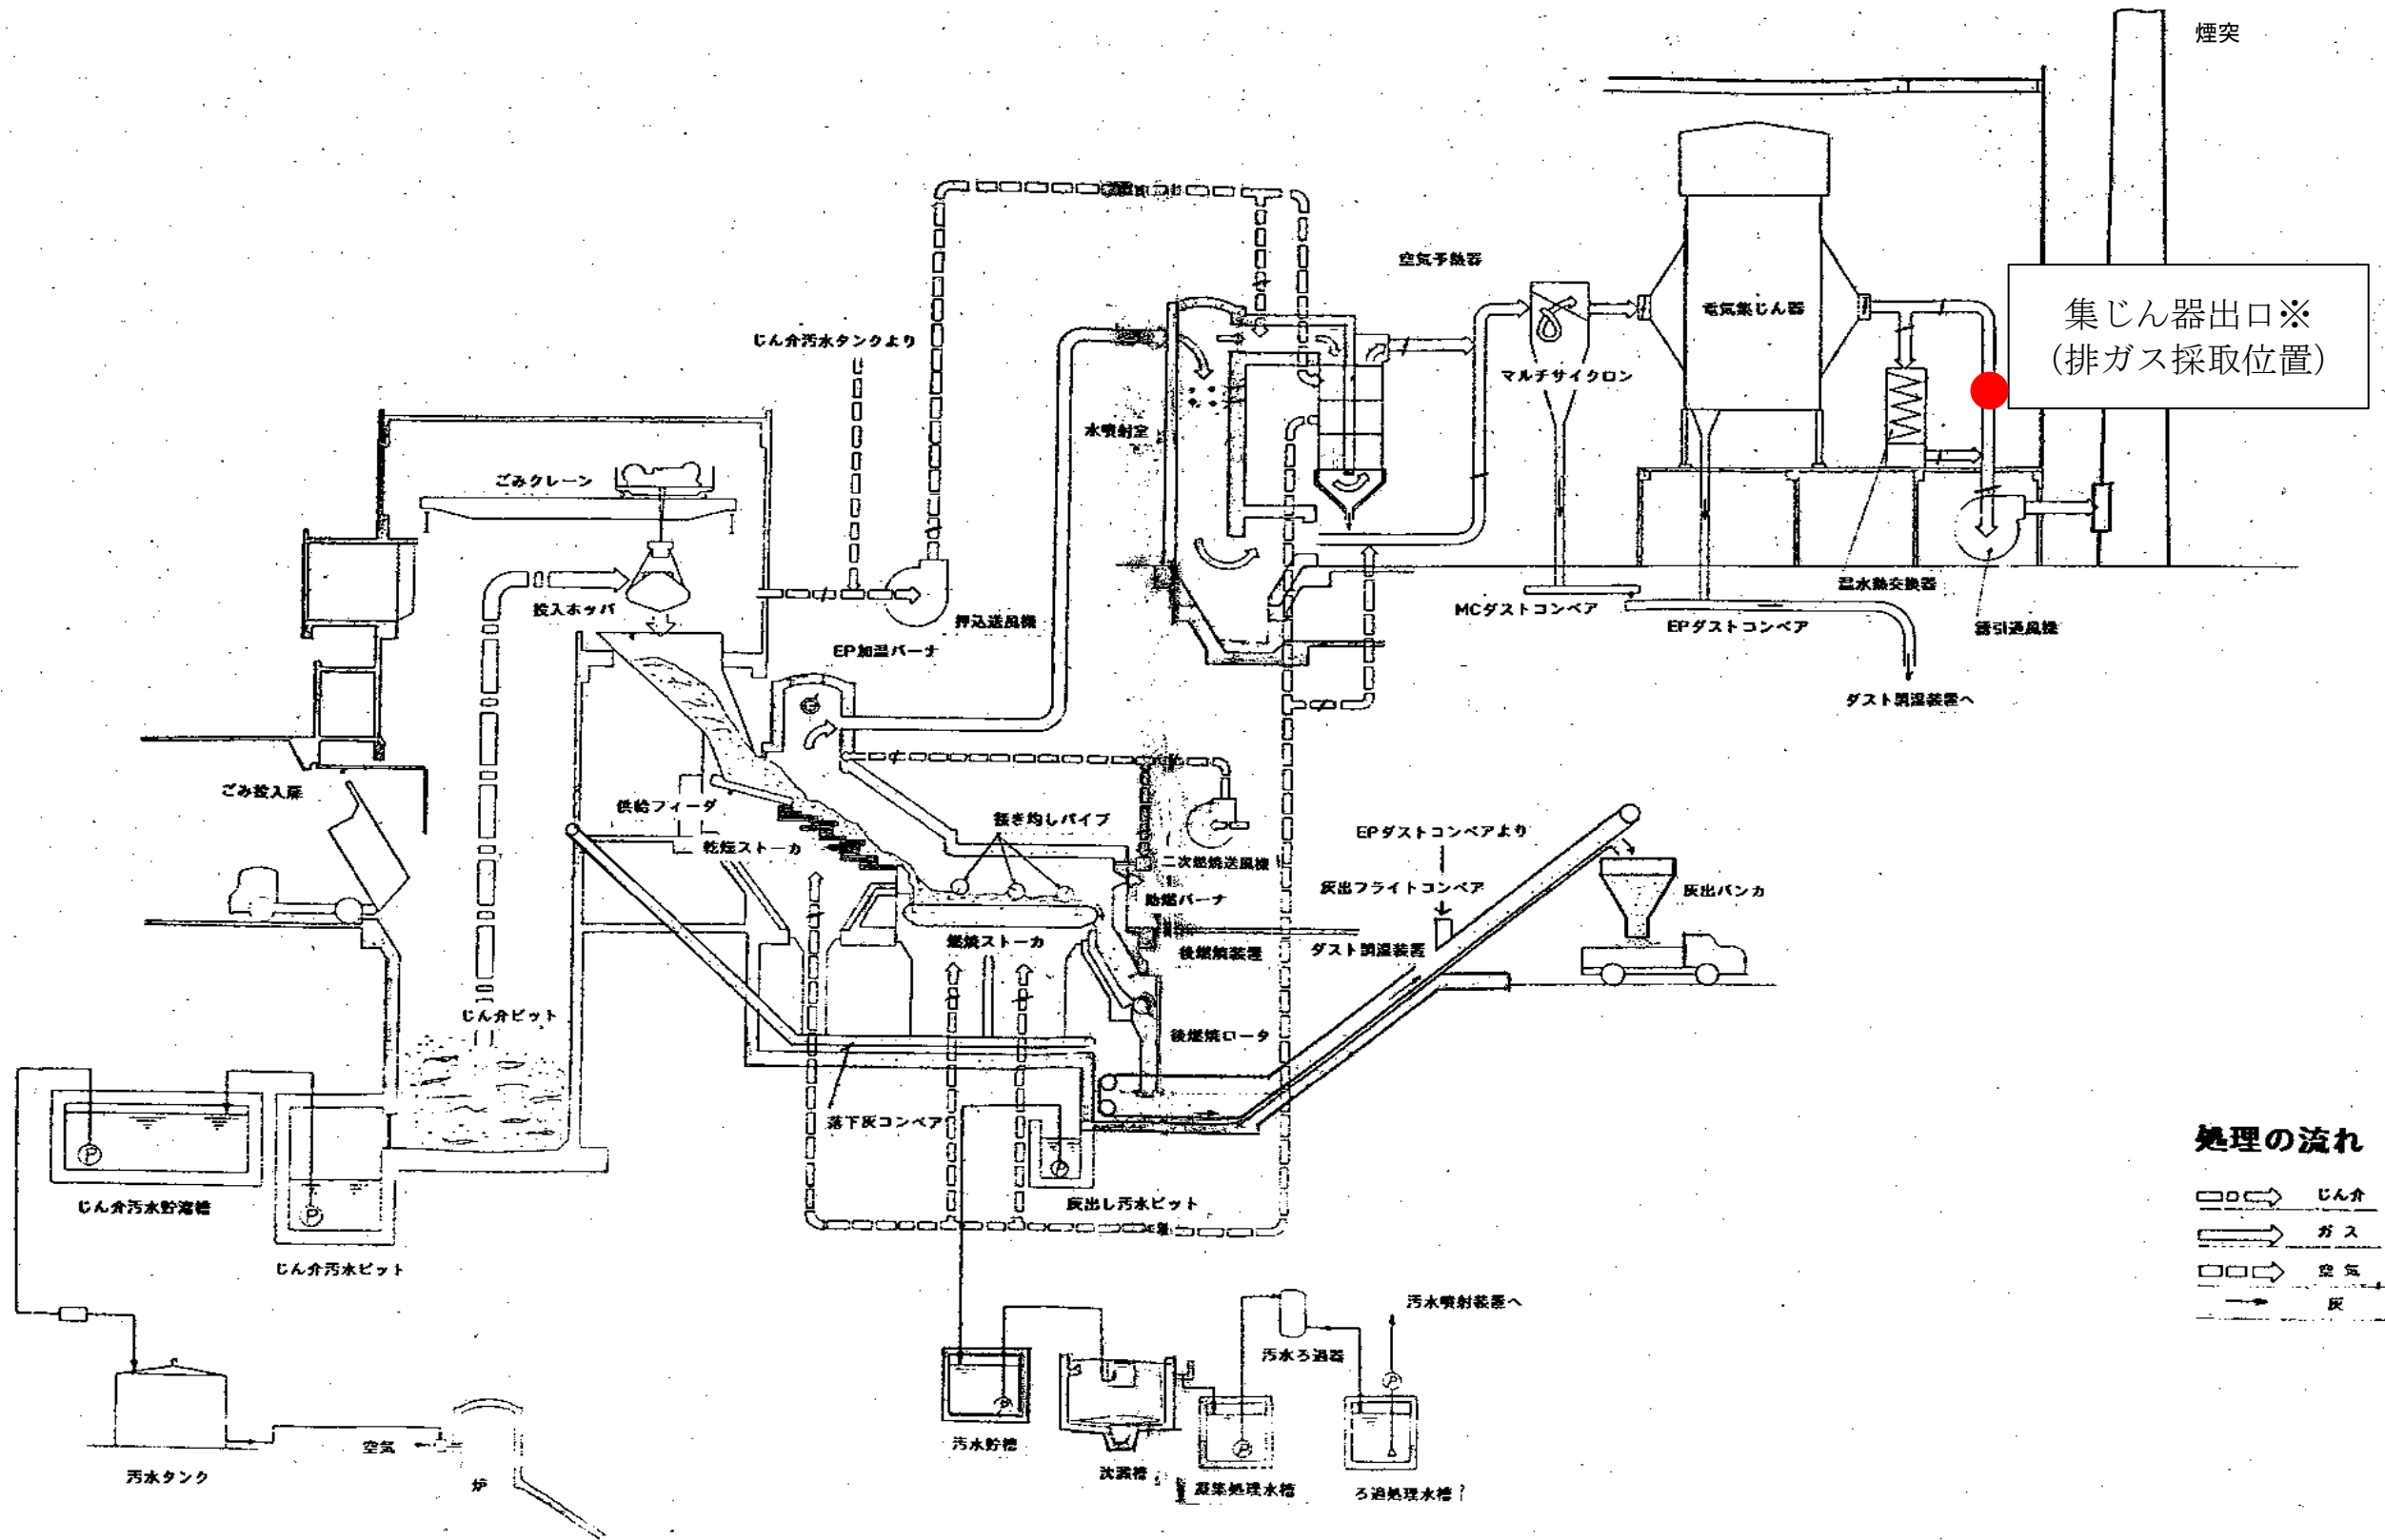 煙突
空気予熱器
電気集じん器
集じん器出口※
(排ガス採取位置)
じん介汚水タンクより
マルチサイクロン
水噴射室
ごみクレーン
投入ホッパ
押込送風機
MCダストコンベア
温水熱交換器
EPダストコンベア
誘引通風機
EP加温バーナ
ダスト調湿装置へ
ごみ投入扉
供給フィーダ
掻き均しパイプ
乾燥ストーカ
二次燃焼送風機
EPダストコンベアより
助燃バーナ
灰出フライトコンベア
灰出バンカ
燃焼ストーカ
後燃焼装置
ダスト調湿装置
じん介ピット
後燃焼ロータ
落下灰コンベア
処理の流れ
じん介
ガス
空気
灰
P
じん介汚水貯溜槽
P
P
灰出し汚水ピット
じん介汚水ピット
汚水噴射装置へ
汚水ろ過器
P
P
P
空気
汚水貯槽
汚水タンク
炉
沈澱槽
凝集処理水槽
ろ過処理水槽